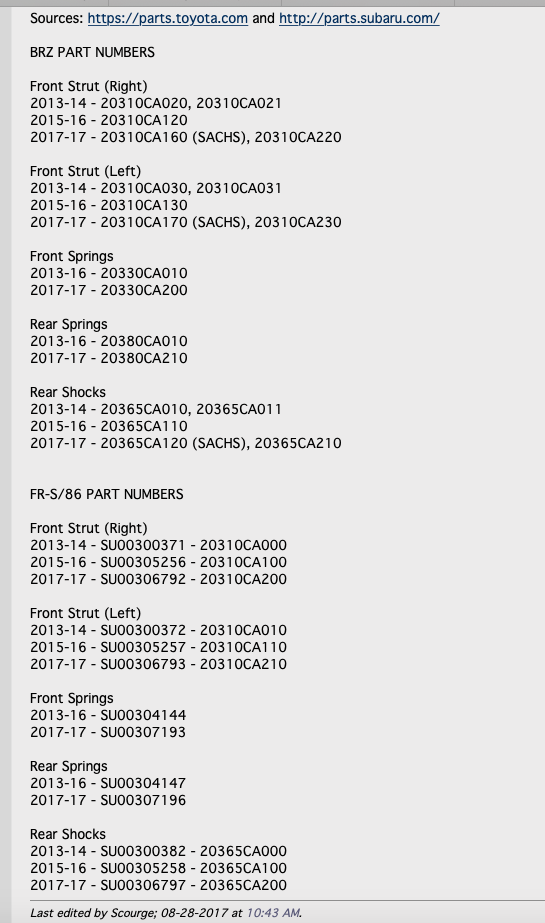 Sources: https://parts.toyota.com and http://parts.subaru.com/
BRZ PART NUMBERS
Front Strut (Right)
2013-14 - 20310CA020, 20310CA021
2015-16 - 20310CA120
2017-17 - 20310CA160 (SACHS), 20310CA220
Front Strut (Left)
2013-14 - 20310CA030, 20310CA031
2015-16 - 20310CA130
2017-17 - 20310CA170 (SACHS), 20310CA230
Front Springs
2013-16 - 20330CA010
2017-17 - 20330CA200
Rear Springs
2013-16 - 20380CA010
2017-17 - 20380CA210
Rear Shocks
2013-14 - 20365CA010, 20365CA011
2015-16 - 20365CA110
2017-17 - 20365CA120 (SACHS), 20365CA210
FR-S/86 PART NUMBERS
Front Strut (Right)
2013-14 - SU00300371 - 20310CA000
2015-16 - SU00305256 - 20310CA100
2017-17 - SU00306792 - 20310CA200
Front Strut (Left)
2013-14 - SU00300372 - 20310CA010
2015-16 - SU00305257 - 20310CA110
2017-17 - SU00306793 - 20310CA210
Front Springs
2013-16 - SU00304144
2017-17 - SU00307193
Rear Springs
2013-16 - SU00304147
2017-17 - SU00307196
Rear Shocks
2013-14 - SU00300382 - 20365CA000
2015-16 - SU00305258 - 20365CA100
2017-17 - SU00306797 - 20365CA200
Last edited by Scourge; 08-28-2017 at 10:43 AM.